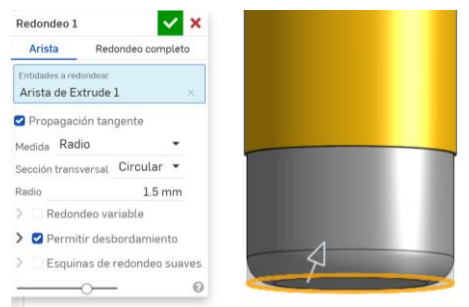 Redondeo 1
Arista Redondeo completo
Entidades a redondear
Arista de Extrude 1
Propagación tangente
Medida Radio
Sección transversal Circular
Radio 1.5 mm
Redondeo variable
Permitir desbordamiento
Esquinas de redondeo suaves